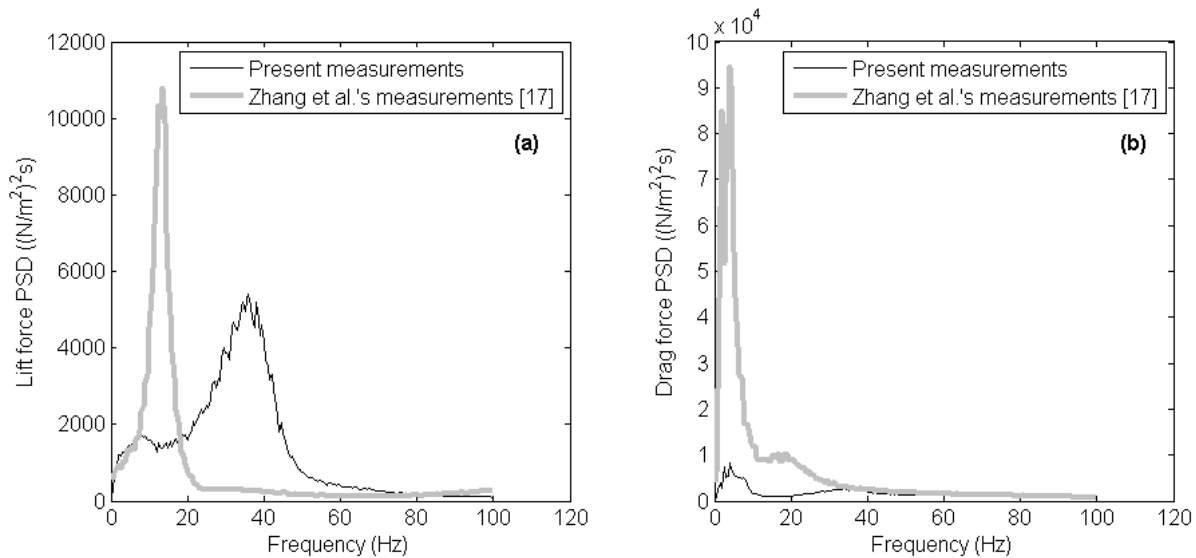 12000
10000
8000
6000
4000
2000
0
Lift force PSD ((N/m²)²s)
Present measurements
Zhang et al.'s measurements [17]
(a)
0 20 40 60 80 100 120
Frequency (Hz)
x 10⁴
10
9
8
7
6
5
4
3
2
1
0
Drag force PSD ((N/m²)²s)
Present measurements
Zhang et al.'s measurements [17]
(b)
0 20 40 60 80 100 120
Frequency (Hz)